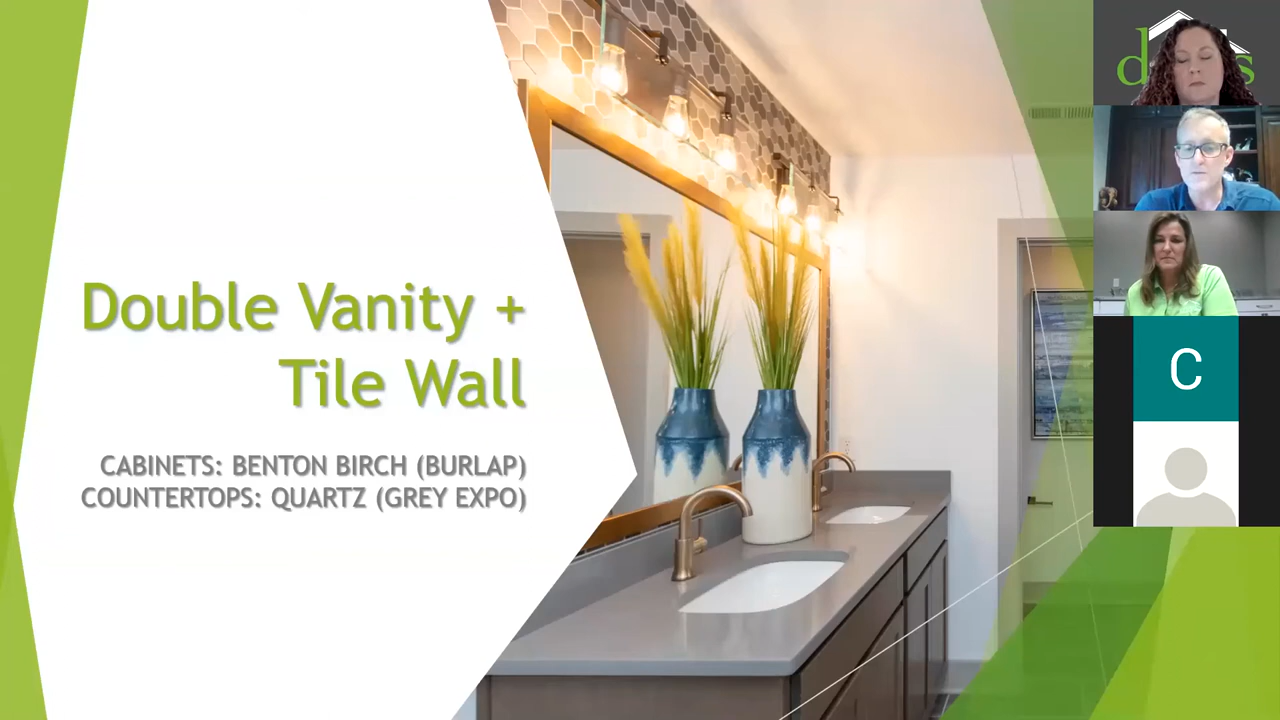 Double Vanity +
Tile Wall
CABINETS: BENTON BIRCH (BURLAP)
COUNTERTOPS: QUARTZ (GREY EXPO)
C